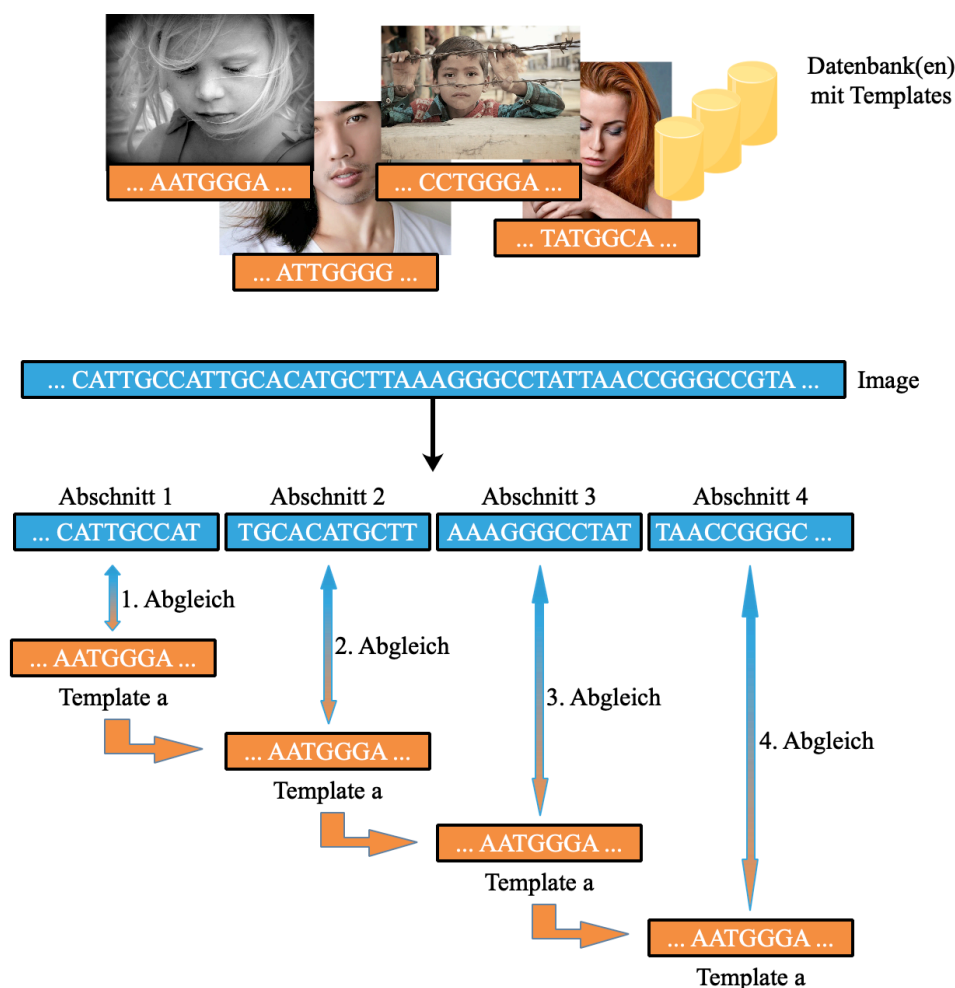 Datenbank(en)
mit Templates
... AATGGGA ...
... CCTGGGA ...
... TATGGCA ...
... ATTGGGG ...
... CATTGCCATTGCACATGCTTAAAGGGCCTATTAACCGGGCCGTA ...
Image
Abschnitt 1
Abschnitt 2
Abschnitt 3
Abschnitt 4
... CATTGCCAT
TGCACATGCTT
AAAGGGCCTAT
TAACCGGGC ...
1. Abgleich
2. Abgleich
3. Abgleich
4. Abgleich
... AATGGGA ...
Template a
... AATGGGA ...
Template a
... AATGGGA ...
Template a
... AATGGGA ...
Template a